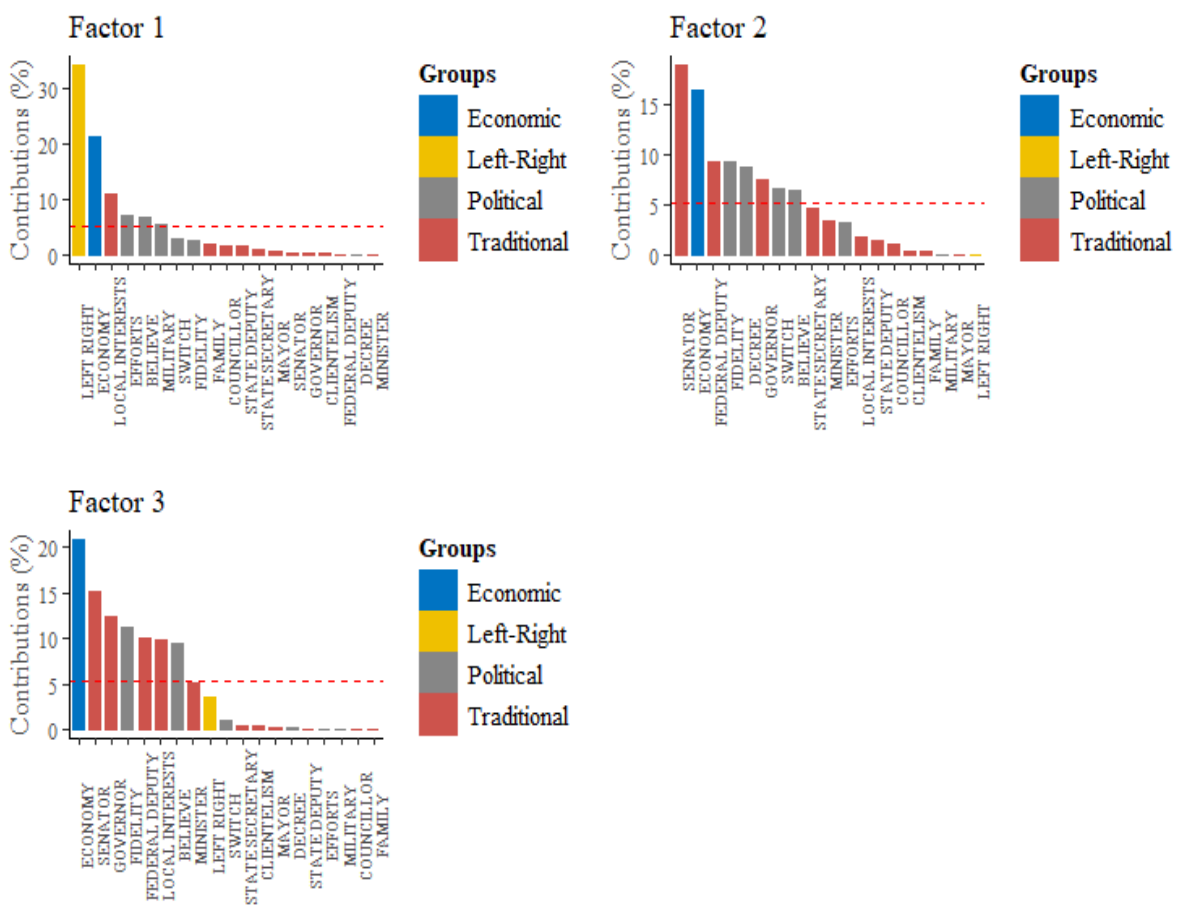 Factor 1
Contributions (%)
30
20
10
0
LEFT RIGHT
ECONOMY
LOCAL INTERESTS
EFFORTS
BELIEVE
MILITARY
SWITCH
FIDELITY
FAMILY
COUNCILLOR
STATE DEPUTY
STATE SECRETARY
MAYOR
SENATOR
GOVERNOR
CLIENTELISM
FEDERAL DEPUTY
DECREE
MINISTER
Groups
Economic
Left-Right
Political
Traditional
Factor 2
Contributions (%)
15
10
5
0
SENATOR
ECONOMY
FEDERAL DEPUTY
FIDELITY
DECREE
GOVERNOR
SWITCH
BELIEVE
STATE SECRETARY
MINISTER
EFFORTS
LOCAL INTERESTS
STATE DEPUTY
COUNCILLOR
CLIENTELISM
FAMILY
MILITARY
MAYOR
LEFT RIGHT
Groups
Economic
Left-Right
Political
Traditional
Factor 3
Contributions (%)
20
15
10
5
0
ECONOMY
SENATOR
GOVERNOR
FIDELITY
FEDERAL DEPUTY
LOCAL INTERESTS
BELIEVE
MINISTER
LEFT RIGHT
SWITCH
STATE SECRETARY
CLIENTELISM
MAYOR
DECREE
STATE DEPUTY
EFFORTS
MILITARY
COUNCILLOR
FAMILY
Groups
Economic
Left-Right
Political
Traditional